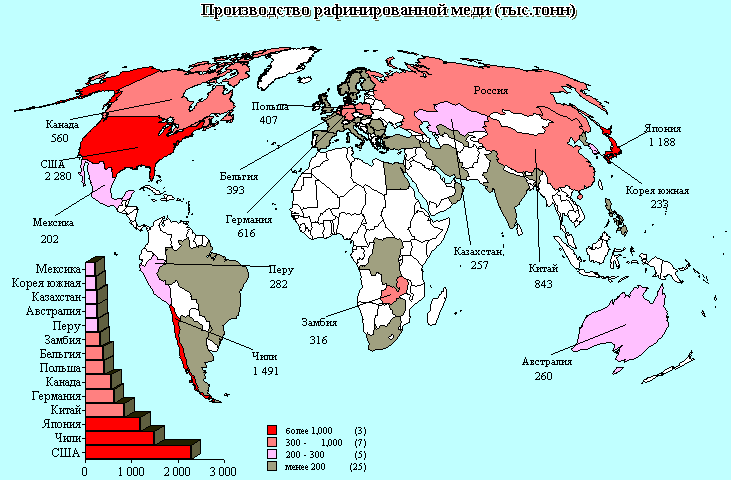 Производство рафинированной меди (тыс.тонн)
Россия
Польша
407
Канада
560
Япония
1 188
США
2 280
Бельгия
393
Корея южная
233
Мексика
202
Германия
616
Казахстан,
257
Китай
843
Перу
282
Замбия
316
Чили
1 491
Австралия
260
Мексика
Корея южная
Казахстан
Австралия
Перу
Замбия
Бельгия
Польша
Канада
Германия
Китай
Япония
Чили
США
0 1 000 2 000 3 000
более 1,000 (3)
300 - 1,000 (7)
200 - 300 (5)
менее 200 (25)